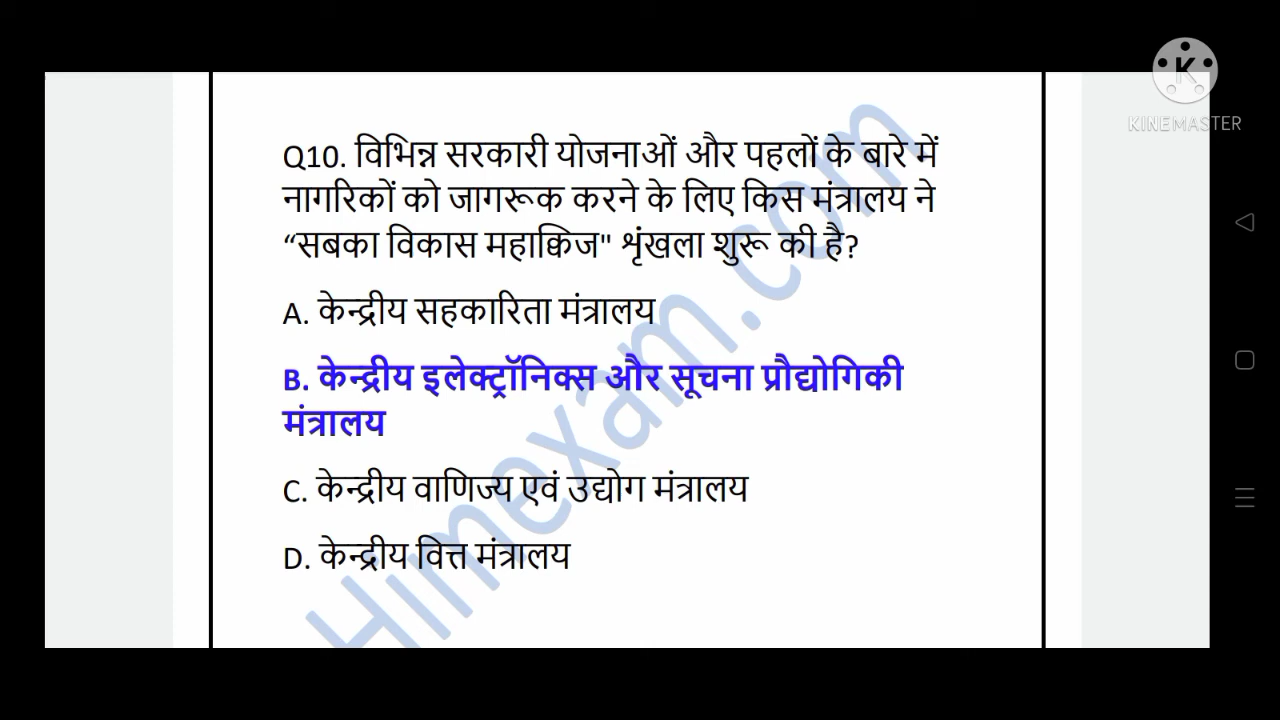 KINEMASTER
Q10. विभिन्न सरकारी योजनाओं और पहलों के बारे में
नागरिकों को जागरूक करने के लिए किस मंत्रालय ने
“सबका विकास महाक्विज" शृंखला शुरू की है?
A. केन्द्रीय सहकारिता मंत्रालय
B. केन्द्रीय इलेक्ट्रॉनिक्स और सूचना प्रौद्योगिकी
मंत्रालय
C. केन्द्रीय वाणिज्य एवं उद्योग मंत्रालय
D. केन्द्रीय वित्त मंत्रालय
Himexam.com